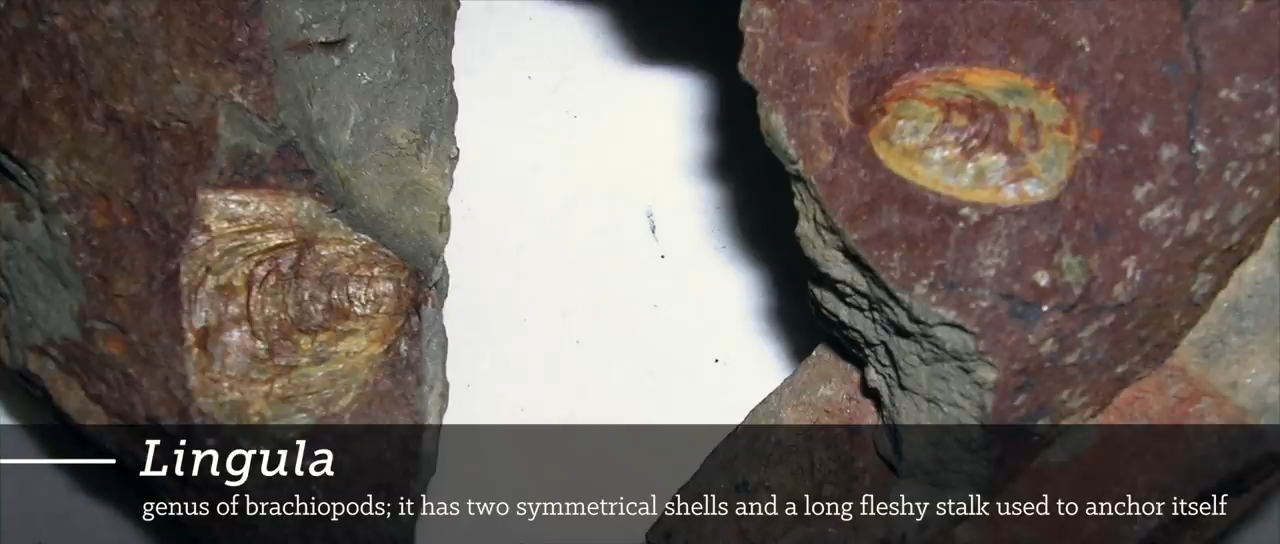 Lingula
genus of brachiopods; it has two symmetrical shells and a long fleshy stalk used to anchor itself